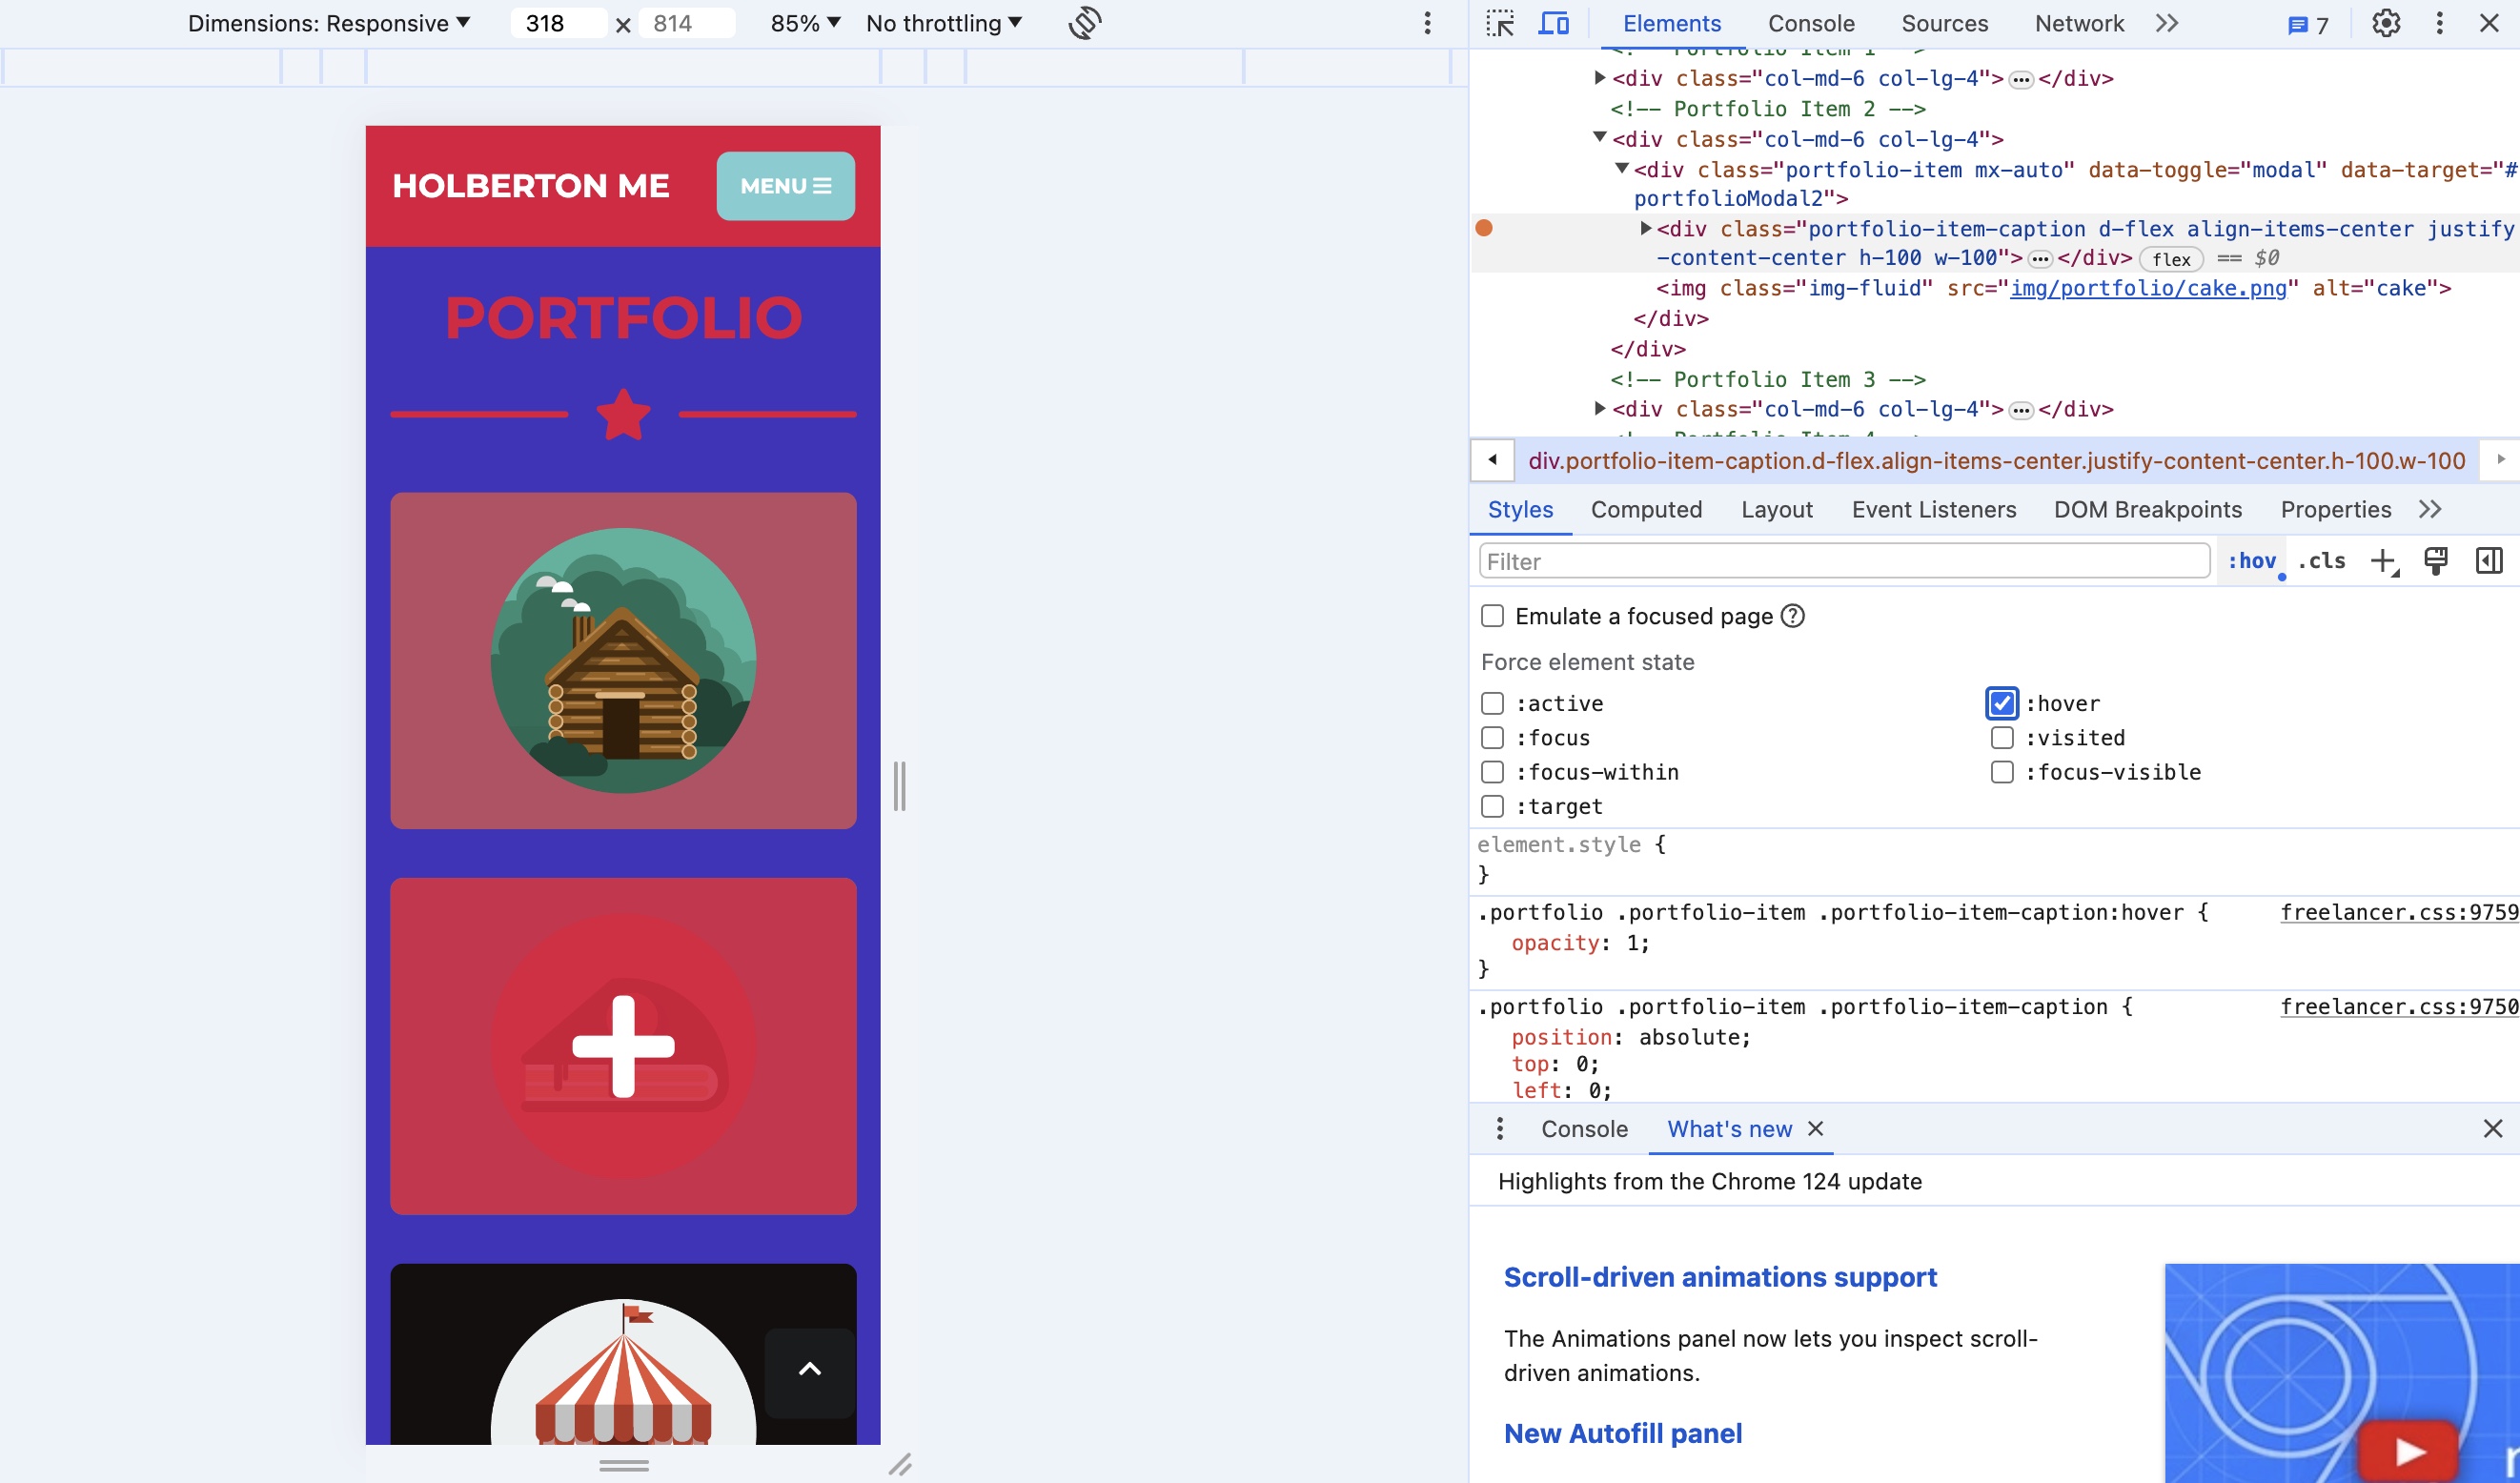 Dimensions: Responsive ▼ 318 × 814 85% ▼ No throttling ▼
HOLBERTON ME
MENU
PORTFOLIO
Elements Console Sources Network 7
<div class="col-md-6 col-lg-4">…</div>
<!-- Portfolio Item 2 -->
<div class="col-md-6 col-lg-4">
<div class="portfolio-item mx-auto" data-toggle="modal" data-target="#
portfolioModal2">
<div class="portfolio-item-caption d-flex align-items-center justify
-content-center h-100 w-100">…</div> flex == $0
<img class="img-fluid" src="img/portfolio/cake.png" alt="cake">
</div>
</div>
<!-- Portfolio Item 3 -->
<div class="col-md-6 col-lg-4">…</div>
div.portfolio-item-caption.d-flex.align-items-center.justify-content-center.h-100.w-100
Styles Computed Layout Event Listeners DOM Breakpoints Properties
Filter :hov .cls
Emulate a focused page
Force element state
:active :hover
:focus :visited
:focus-within :focus-visible
:target
element.style {
}
.portfolio .portfolio-item .portfolio-item-caption:hover { freelancer.css:9759
opacity: 1;
}
.portfolio .portfolio-item .portfolio-item-caption { freelancer.css:9750
position: absolute;
top: 0;
left: 0;
Console What's new
Highlights from the Chrome 124 update
Scroll-driven animations support
The Animations panel now lets you inspect scroll-
driven animations.
New Autofill panel